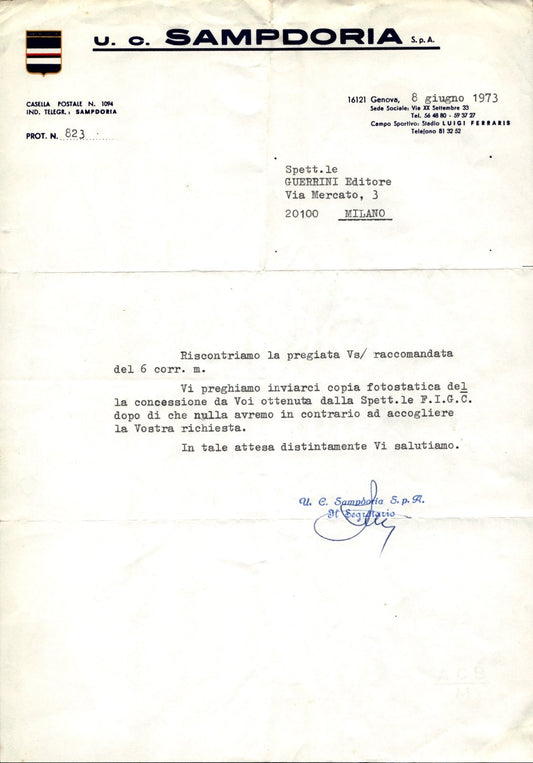 U. C. SAMPDORIA S.p.A.
CASELLA POSTALE N. 1094
IND. TELEGR.: SAMPDORIA
PROT. N. 823
16121 Genova, 8 giugno 1973
Sede Sociale: Via XX Settembre 33
Tel. 56 48 80 - 59 37 27
Campo Sportivo: Stadio LUIGI FERRARIS
Telefono 81 32 52
Spett.le
GUERRINI Editore
Via Mercato, 3
20100 MILANO
Riscontriamo la pregiata Vs/ raccomandata
del 6 corr. m.
Vi preghiamo inviarci copia fotostatica del
la concessione da Voi ottenuta dalla Spett.le F.I.G.C.
dopo di che nulla avremo in contrario ad accogliere
la Vostra richiesta.
In tale attesa distintamente Vi salutiamo.
U. C. Sampdoria S.p.A.
Il Segretario